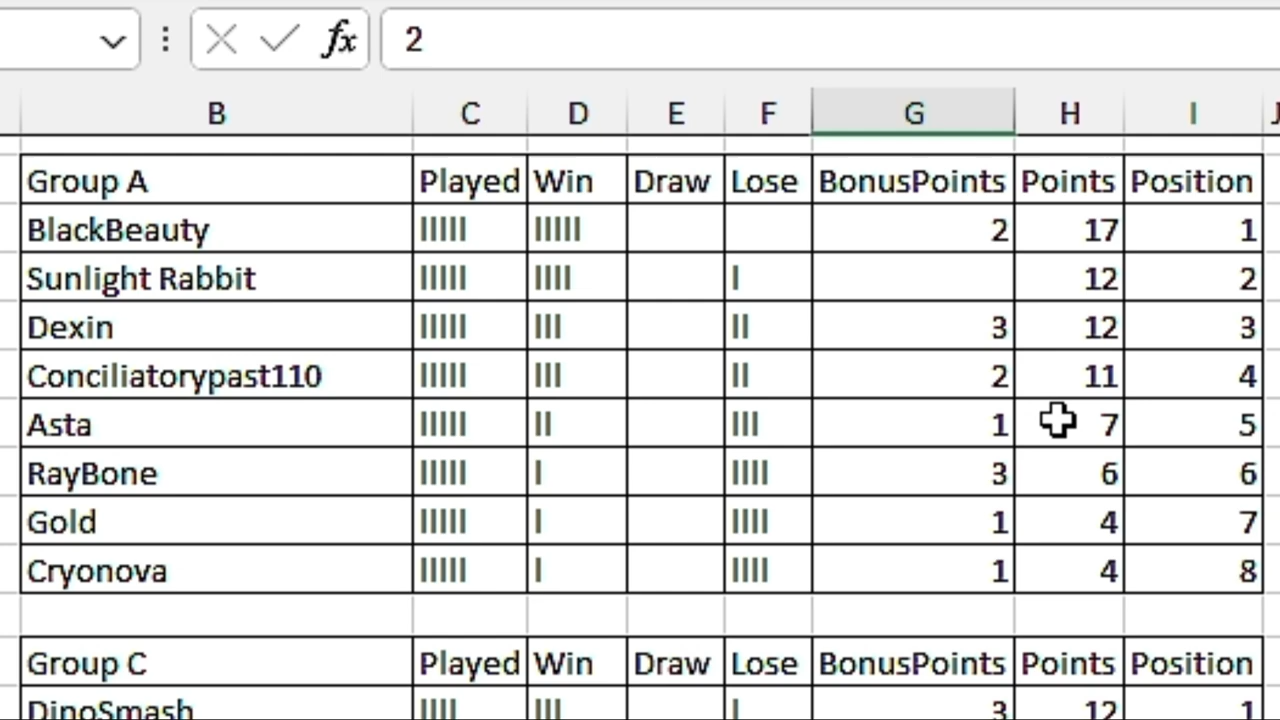 fx 2
B C D E F G H I J
Group A Played Win Draw Lose BonusPoints Points Position
BlackBeauty IIIII IIIII 2 17 1
Sunlight Rabbit IIIII IIII I 12 2
Dexin IIIII III II 3 12 3
Conciliatorypast110 IIIII III II 2 11 4
Asta IIIII II III 1 7 5
RayBone IIIII I IIII 3 6 6
Gold IIIII I IIII 1 4 7
Cryonova IIIII I IIII 1 4 8
Group C Played Win Draw Lose BonusPoints Points Position
DinoSmash IIII III I 3 12 1